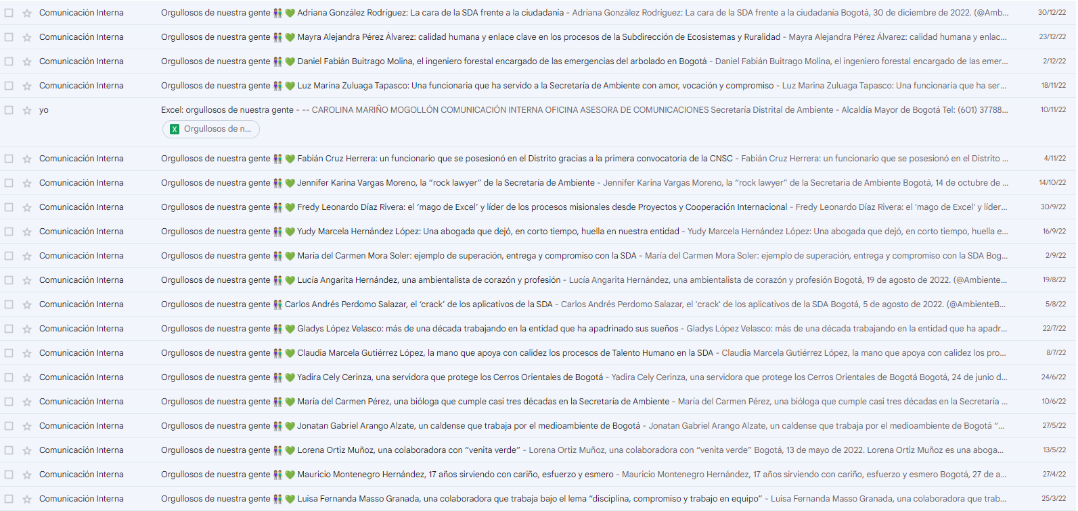 Comunicación Interna Orgullosos de nuestra gente 👫💚 Adriana González Rodríguez: La cara de la SDA frente a la ciudadanía - Adriana González Rodríguez: La cara de la SDA frente a la ciudadanía Bogotá, 30 de diciembre de 2022. (@Amb... 30/12/22
Comunicación Interna Orgullosos de nuestra gente 👫💚 Mayra Alejandra Pérez Álvarez: calidad humana y enlace clave en los procesos de la Subdirección de Ecosistemas y Ruralidad - Mayra Alejandra Pérez Álvarez: calidad humana y enlac... 23/12/22
Comunicación Interna Orgullosos de nuestra gente 👫💚 Daniel Fabián Buitrago Molina, el ingeniero forestal encargado de las emergencias del arbolado en Bogotá - Daniel Fabián Buitrago Molina, el ingeniero forestal encargado de las emer... 2/12/22
Comunicación Interna Orgullosos de nuestra gente 👫💚 Luz Marina Zuluaga Tapasco: Una funcionaria que ha servido a la Secretaría de Ambiente con amor, vocación y compromiso - Luz Marina Zuluaga Tapasco: Una funcionaria que ha ser... 18/11/22
yo Excel: orgullosos de nuestra gente - -- CAROLINA MARIÑO MOGOLLÓN COMUNICACIÓN INTERNA OFICINA ASESORA DE COMUNICACIONES Secretaría Distrital de Ambiente - Alcaldía Mayor de Bogotá Tel: (601) 37788... 10/11/22
Orgullosos de n...
Comunicación Interna Orgullosos de nuestra gente 👫💚 Fabián Cruz Herrera: un funcionario que se posesionó en el Distrito gracias a la primera convocatoria de la CNSC - Fabián Cruz Herrera: un funcionario que se posesionó en el Distrito ... 4/11/22
Comunicación Interna Orgullosos de nuestra gente 👫💚 Jennifer Karina Vargas Moreno, la “rock lawyer” de la Secretaría de Ambiente - Jennifer Karina Vargas Moreno, la “rock lawyer” de la Secretaría de Ambiente Bogotá, 14 de octubre de ... 14/10/22
Comunicación Interna Orgullosos de nuestra gente 👫💚 Fredy Leonardo Díaz Rivera: el 'mago de Excel' y líder de los procesos misionales desde Proyectos y Cooperación Internacional - Fredy Leonardo Díaz Rivera: el 'mago de Excel' y líder... 30/9/22
Comunicación Interna Orgullosos de nuestra gente 👫💚 Yudy Marcela Hernández López: Una abogada que dejó, en corto tiempo, huella en nuestra entidad - Yudy Marcela Hernández López: Una abogada que dejó, en corto tiempo, huella e... 16/9/22
Comunicación Interna Orgullosos de nuestra gente 👫💚 María del Carmen Mora Soler: ejemplo de superación, entrega y compromiso con la SDA - María del Carmen Mora Soler: ejemplo de superación, entrega y compromiso con la SDA Bog... 2/9/22
Comunicación Interna Orgullosos de nuestra gente 👫💚 Lucía Angarita Hernández, una ambientalista de corazón y profesión - Lucía Angarita Hernández, una ambientalista de corazón y profesión Bogotá, 19 de agosto de 2022. (@Ambiente... 19/8/22
Comunicación Interna Orgullosos de nuestra gente 👫 Carlos Andrés Perdomo Salazar, el 'crack' de los aplicativos de la SDA - Carlos Andrés Perdomo Salazar, el 'crack' de los aplicativos de la SDA Bogotá, 5 de agosto de 2022. (@AmbienteB... 5/8/22
Comunicación Interna Orgullosos de nuestra gente 👫💚 Gladys López Velasco: más de una década trabajando en la entidad que ha apadrinado sus sueños - Gladys López Velasco: más de una década trabajando en la entidad que ha apadr... 22/7/22
Comunicación Interna Orgullosos de nuestra gente 👫💚 Claudia Marcela Gutiérrez López, la mano que apoya con calidez los procesos de Talento Humano en la SDA - Claudia Marcela Gutiérrez López, la mano que apoya con calidez los pro... 8/7/22
Comunicación Interna Orgullosos de nuestra gente 👫💚 Yadira Cely Cerinza, una servidora que protege los Cerros Orientales de Bogotá - Yadira Cely Cerinza, una servidora que protege los Cerros Orientales de Bogotá Bogotá, 24 de junio d... 24/6/22
Comunicación Interna Orgullosos de nuestra gente 👫💚 María del Carmen Pérez, una bióloga que cumple casi tres décadas en la Secretaría de Ambiente - María del Carmen Pérez, una bióloga que cumple casi tres décadas en la Secretaría ... 10/6/22
Comunicación Interna Orgullosos de nuestra gente 👫💚 Jonatan Gabriel Arango Alzate, un caldense que trabaja por el medioambiente de Bogotá - Jonatan Gabriel Arango Alzate, un caldense que trabaja por el medioambiente de Bogotá “... 27/5/22
Comunicación Interna Orgullosos de nuestra gente 👫💚 Lorena Ortiz Muñoz, una colaboradora con “venita verde” - Lorena Ortiz Muñoz, una colaboradora con “venita verde” Bogotá, 13 de mayo de 2022. Lorena Ortiz Muñoz es una aboga... 13/5/22
Comunicación Interna Orgullosos de nuestra gente 👫💚 Mauricio Montenegro Hernández, 17 años sirviendo con cariño, esfuerzo y esmero - Mauricio Montenegro Hernández, 17 años sirviendo con cariño, esfuerzo y esmero Bogotá, 27 de a... 27/4/22
Comunicación Interna Orgullosos de nuestra gente 👫💚 Luisa Fernanda Masso Granada, una colaboradora que trabaja bajo el lema “disciplina, compromiso y trabajo en equipo” - Luisa Fernanda Masso Granada, una colaboradora que trab... 25/3/22